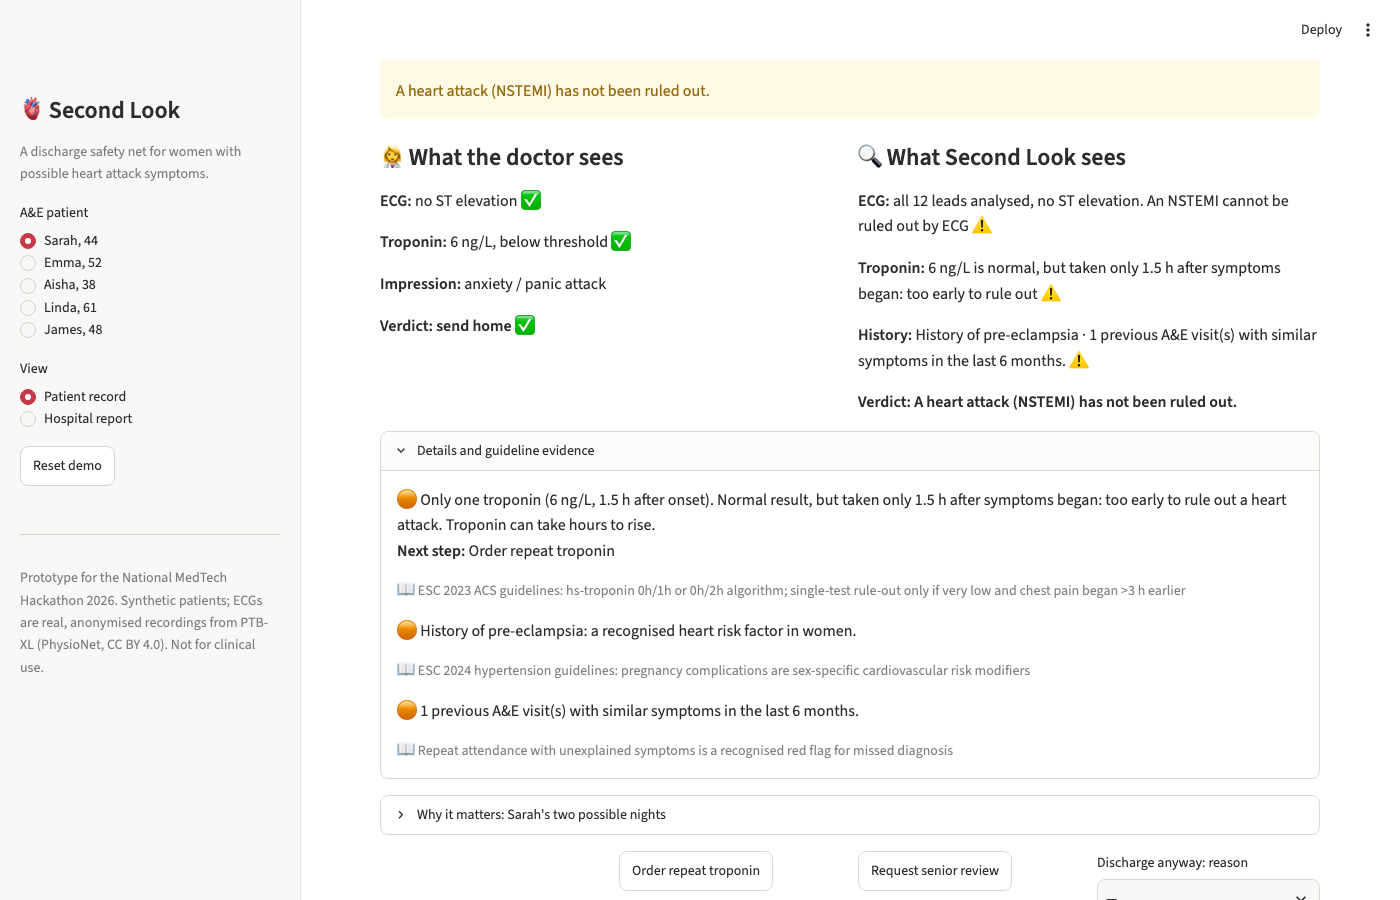 Deploy
Second Look
A discharge safety net for women with
possible heart attack symptoms.
A&E patient
Sarah, 44
Emma, 52
Aisha, 38
Linda, 61
James, 48
View
Patient record
Hospital report
Reset demo
Prototype for the National MedTech
Hackathon 2026. Synthetic patients; ECGs
are real, anonymised recordings from PTB-
XL (PhysioNet, CC BY 4.0). Not for clinical
use.
A heart attack (NSTEMI) has not been ruled out.
What the doctor sees
ECG: no ST elevation
Troponin: 6 ng/L, below threshold
Impression: anxiety / panic attack
Verdict: send home
What Second Look sees
ECG: all 12 leads analysed, no ST elevation. An NSTEMI cannot be
ruled out by ECG
Troponin: 6 ng/L is normal, but taken only 1.5 h after symptoms
began: too early to rule out
History: History of pre-eclampsia · 1 previous A&E visit(s) with similar
symptoms in the last 6 months.
Verdict: A heart attack (NSTEMI) has not been ruled out.
Details and guideline evidence
Only one troponin (6 ng/L, 1.5 h after onset). Normal result, but taken only 1.5 h after symptoms began: too early to rule out a heart
attack. Troponin can take hours to rise.
Next step: Order repeat troponin
ESC 2023 ACS guidelines: hs-troponin 0h/1h or 0h/2h algorithm; single-test rule-out only if very low and chest pain began >3 h earlier
History of pre-eclampsia: a recognised heart risk factor in women.
ESC 2024 hypertension guidelines: pregnancy complications are sex-specific cardiovascular risk modifiers
1 previous A&E visit(s) with similar symptoms in the last 6 months.
Repeat attendance with unexplained symptoms is a recognised red flag for missed diagnosis
Why it matters: Sarah's two possible nights
Order repeat troponin
Request senior review
Discharge anyway: reason